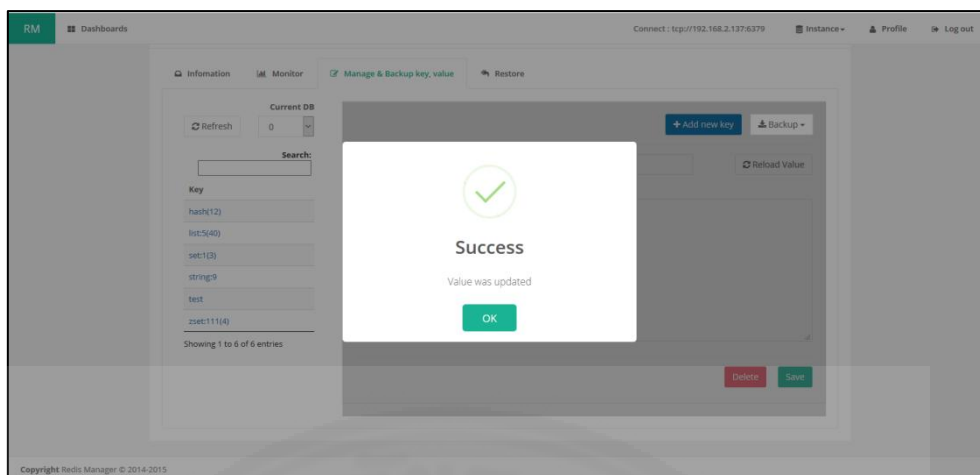 RM Dashboards Connect : tcp://192.168.2.137:6379 Instance Profile Log out
Infomation Monitor Manage & Backup key, value Restore
Current DB
Refresh 0
+ Add new key Backup
Search:
Reload Value
Key
hash(12)
list:5(40)
set:1(3)
string:9
test
zset:111(4)
Showing 1 to 6 of 6 entries
Success
Value was updated
OK
Delete Save
Copyright Redis Manager © 2014-2015